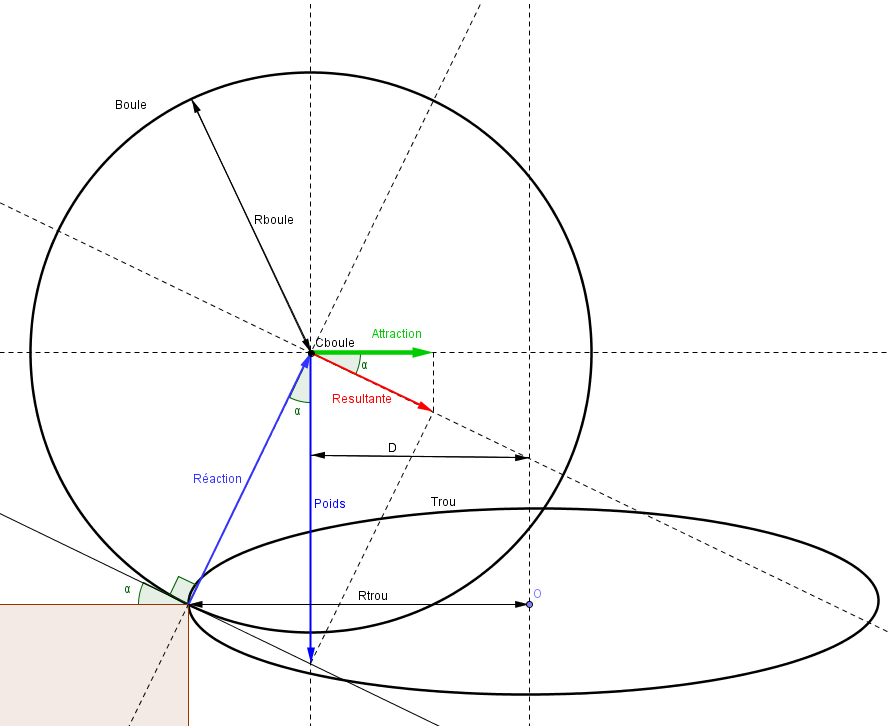 Boule
Rboule
Attraction
Cboule
α
Resultante
α
D
Réaction
Poids
Trou
α
Rtrou
O